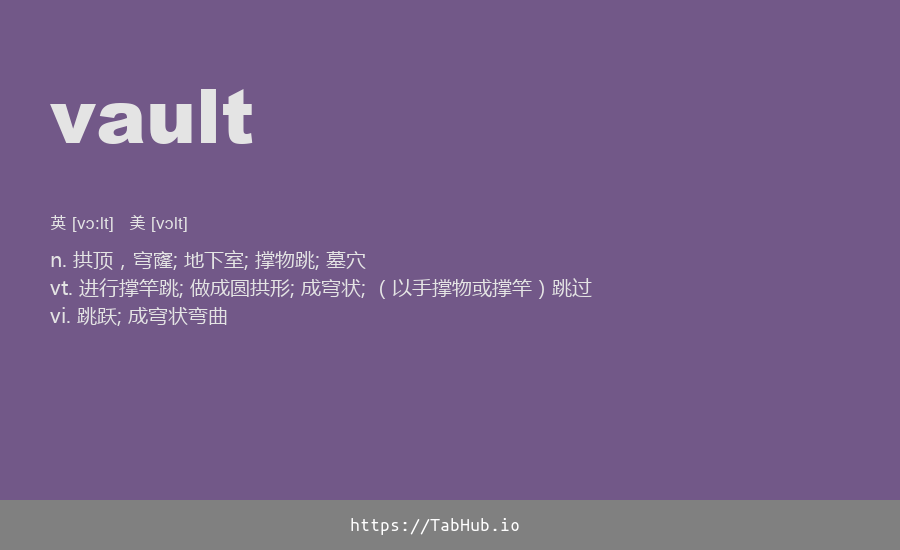 vault
英 [vɔ:lt] 美 [vɔlt]
n. 拱顶，穹窿; 地下室; 撑物跳; 墓穴
vt. 进行撑竿跳; 做成圆拱形; 成穹状; （以手撑物或撑竿）跳过
vi. 跳跃; 成穹状弯曲
https://TabHub.io